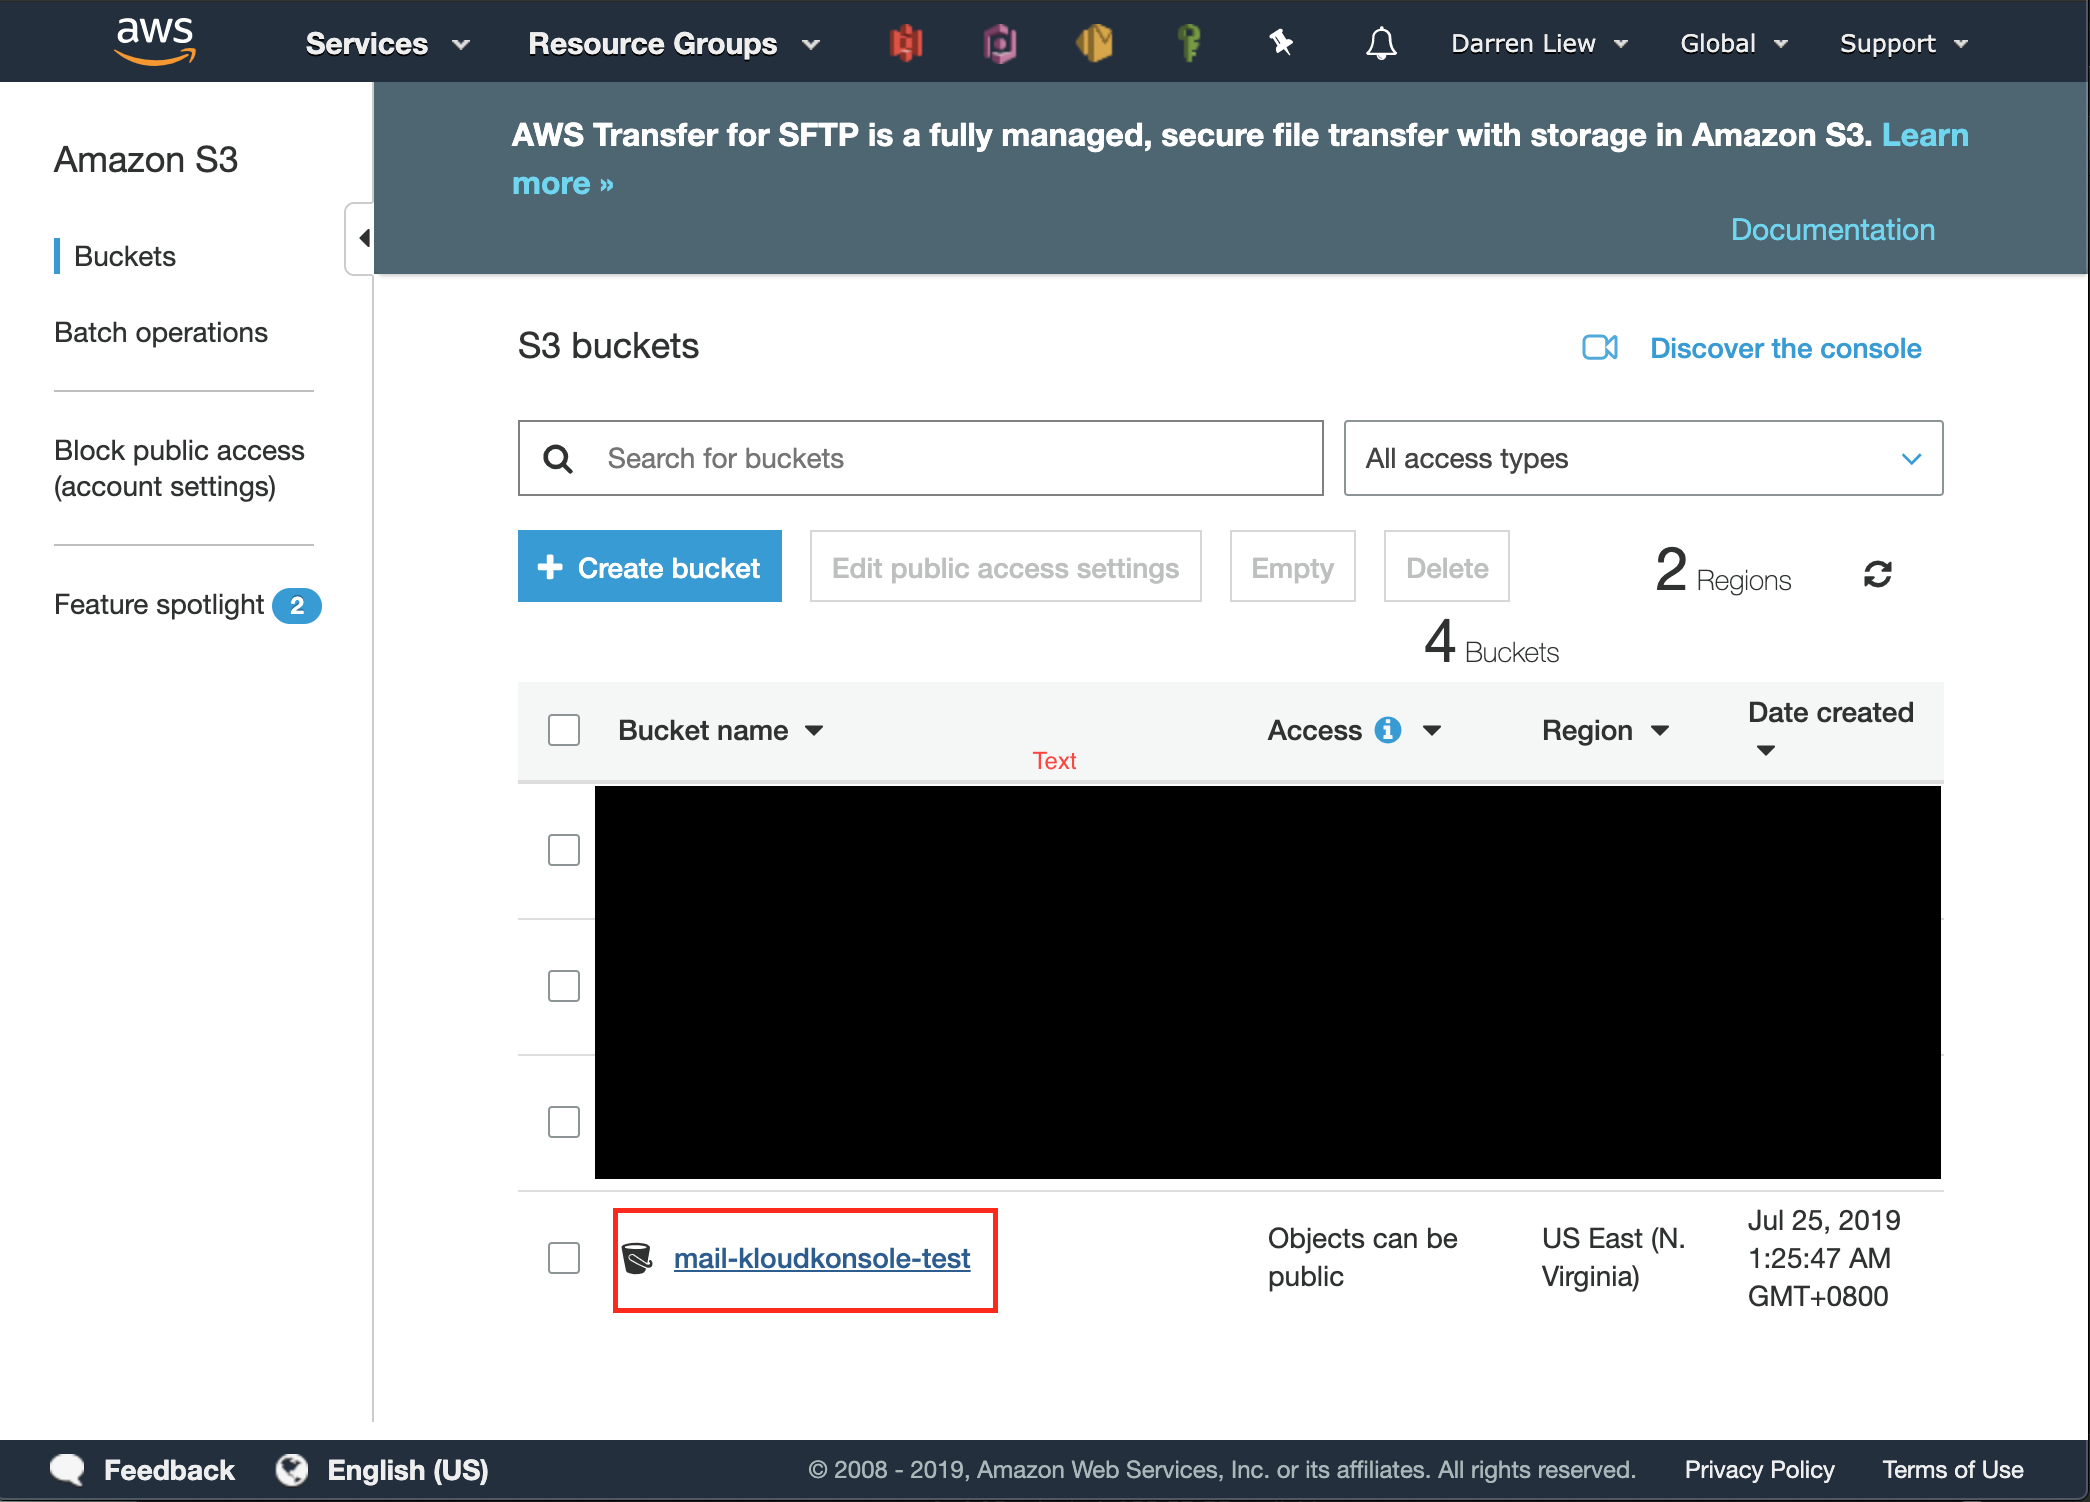 aws Services Resource Groups Darren Liew Global Support
Amazon S3
Buckets
Batch operations
Block public access
(account settings)
Feature spotlight 2
AWS Transfer for SFTP is a fully managed, secure file transfer with storage in Amazon S3. Learn
more »
Documentation
S3 buckets
Discover the console
Search for buckets
All access types
Create bucket
Edit public access settings
Empty
Delete
2 Regions
4 Buckets
Bucket name
Access
Region
Date created
Text
mail-kloudkonsole-test
Objects can be
public
US East (N.
Virginia)
Jul 25, 2019
1:25:47 AM
GMT+0800
Feedback English (US) © 2008 - 2019, Amazon Web Services, Inc. or its affiliates. All rights reserved. Privacy Policy Terms of Use